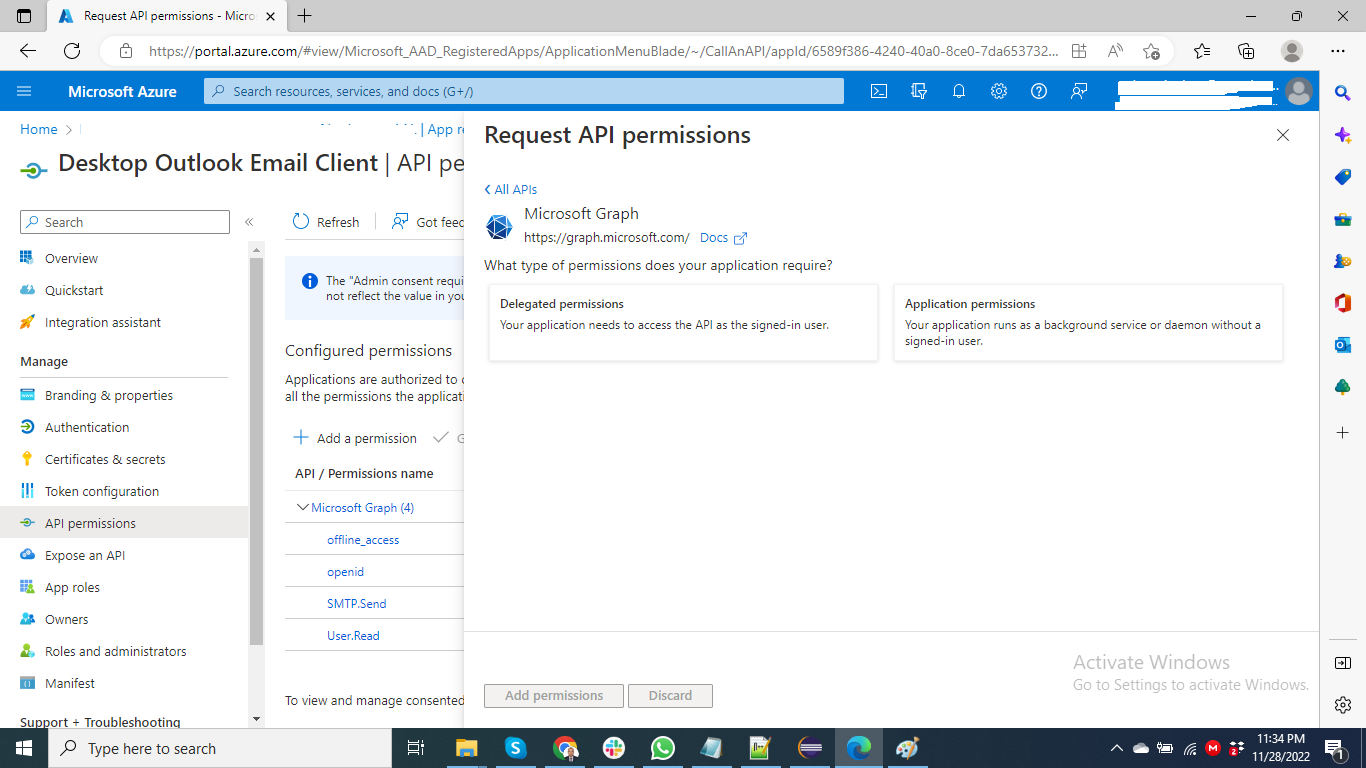 Request API permissions - Micro
https://portal.azure.com/#view/Microsoft_AAD_RegisteredApps/ApplicationMenuBlade/~/CallAnAPI/appId/6589f386-4240-40a0-8ce0-7da653732...
Microsoft Azure
Search resources, services, and docs (G+/)
Home
| App re
Desktop Outlook Email Client | API pe
Search
«
Overview
Quickstart
Integration assistant
Manage
Branding & properties
Authentication
Certificates & secrets
Token configuration
API permissions
Expose an API
App roles
Owners
Roles and administrators
Manifest
Support + Troubleshooting
Refresh
Got feed
The "Admin consent requi
not reflect the value in you
Configured permissions
Applications are authorized to c
all the permissions the applicati
Add a permission
G
API / Permissions name
Microsoft Graph (4)
offline_access
openid
SMTP.Send
User.Read
To view and manage consented
Request API permissions
All APIs
Microsoft Graph
https://graph.microsoft.com/ Docs
What type of permissions does your application require?
Delegated permissions
Your application needs to access the API as the signed-in user.
Application permissions
Your application runs as a background service or daemon without a
signed-in user.
Add permissions
Discard
Activate Windows
Go to Settings to activate Windows.
Type here to search
11:34 PM
11/28/2022
1